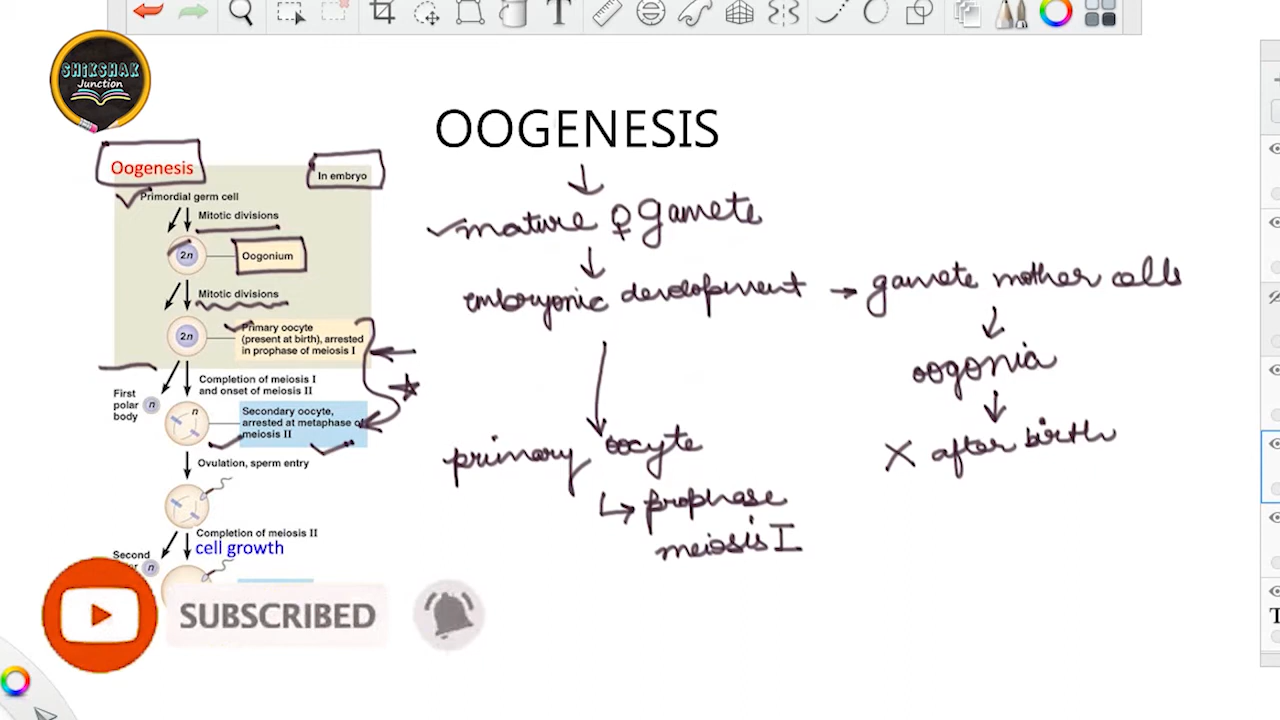 SHIKSHAK
Junction
OOGENESIS
Oogenesis
In embryo
Primordial germ cell
Mitotic divisions
2n
Oogonium
Mitotic divisions
2n
Primary oocyte
(present at birth), arrested
in prophase of meiosis I
Completion of meiosis I
and onset of meiosis II
First
polar
body
n
n
Secondary oocyte,
arrested at metaphase of
meiosis II
Ovulation, sperm entry
Completion of meiosis II
cell growth
Second
n
SUBSCRIBED
mature ♀ gamete
embryonic development → gamete mother cells
oogonia
X after birth
primary oocyte
prophase
meiosis I
T
T